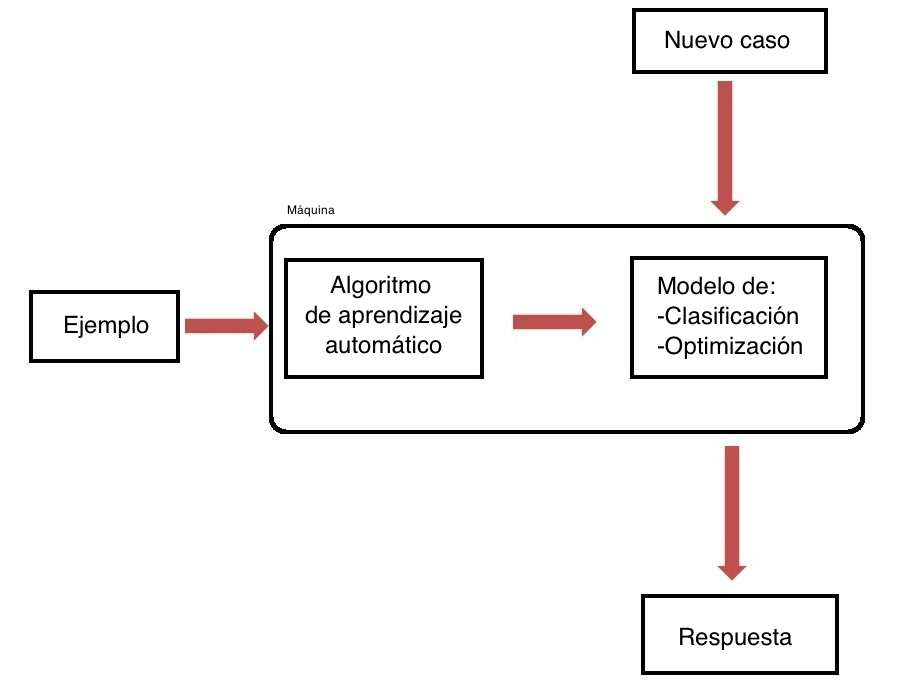 Nuevo caso
Máquina
Ejemplo
Algoritmo
de aprendizaje
automático
Modelo de:
-Clasificación
-Optimización
Respuesta